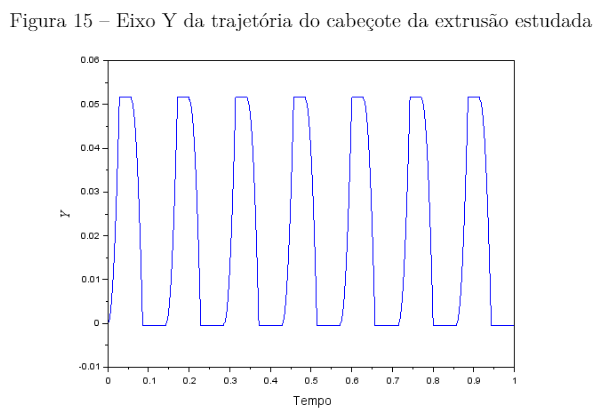 Figura 15 – Eixo Y da trajetória do cabeçote da extrusão estudada
0.06
0.05
0.04
0.03
0.02
0.01
0
-0.01
Y
0 0.1 0.2 0.3 0.4 0.5 0.6 0.7 0.8 0.9 1
Tempo